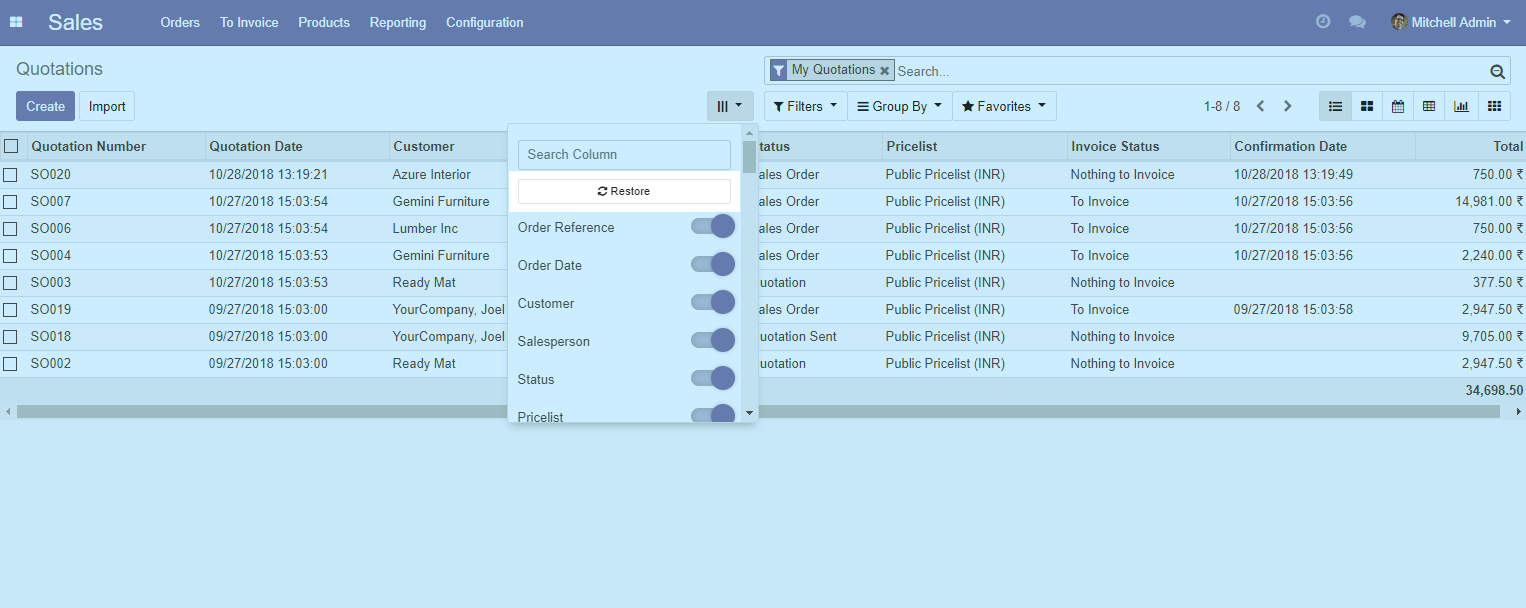 Sales Orders To Invoice Products Reporting Configuration Mitchell Admin
Quotations
My Quotations Search...
Create Import Filters Group By Favorites 1-8 / 8
Quotation Number Quotation Date Customer tatus Pricelist Invoice Status Confirmation Date Total
SO020 10/28/2018 13:19:21 Azure Interior ales Order Public Pricelist (INR) Nothing to Invoice 10/28/2018 13:19:49 750.00 ₹
SO007 10/27/2018 15:03:54 Gemini Furniture ales Order Public Pricelist (INR) To Invoice 10/27/2018 15:03:56 14,981.00 ₹
SO006 10/27/2018 15:03:54 Lumber Inc ales Order Public Pricelist (INR) To Invoice 10/27/2018 15:03:56 750.00 ₹
SO004 10/27/2018 15:03:53 Gemini Furniture ales Order Public Pricelist (INR) To Invoice 10/27/2018 15:03:56 2,240.00 ₹
SO003 10/27/2018 15:03:53 Ready Mat uotation Public Pricelist (INR) Nothing to Invoice 377.50 ₹
SO019 09/27/2018 15:03:00 YourCompany, Joel ales Order Public Pricelist (INR) To Invoice 09/27/2018 15:03:58 2,947.50 ₹
SO018 09/27/2018 15:03:00 YourCompany, Joel uotation Sent Public Pricelist (INR) Nothing to Invoice 9,705.00 ₹
SO002 09/27/2018 15:03:00 Ready Mat uotation Public Pricelist (INR) Nothing to Invoice 2,947.50 ₹
34,698.50
Search Column
Restore
Order Reference
Order Date
Customer
Salesperson
Status
Pricelist